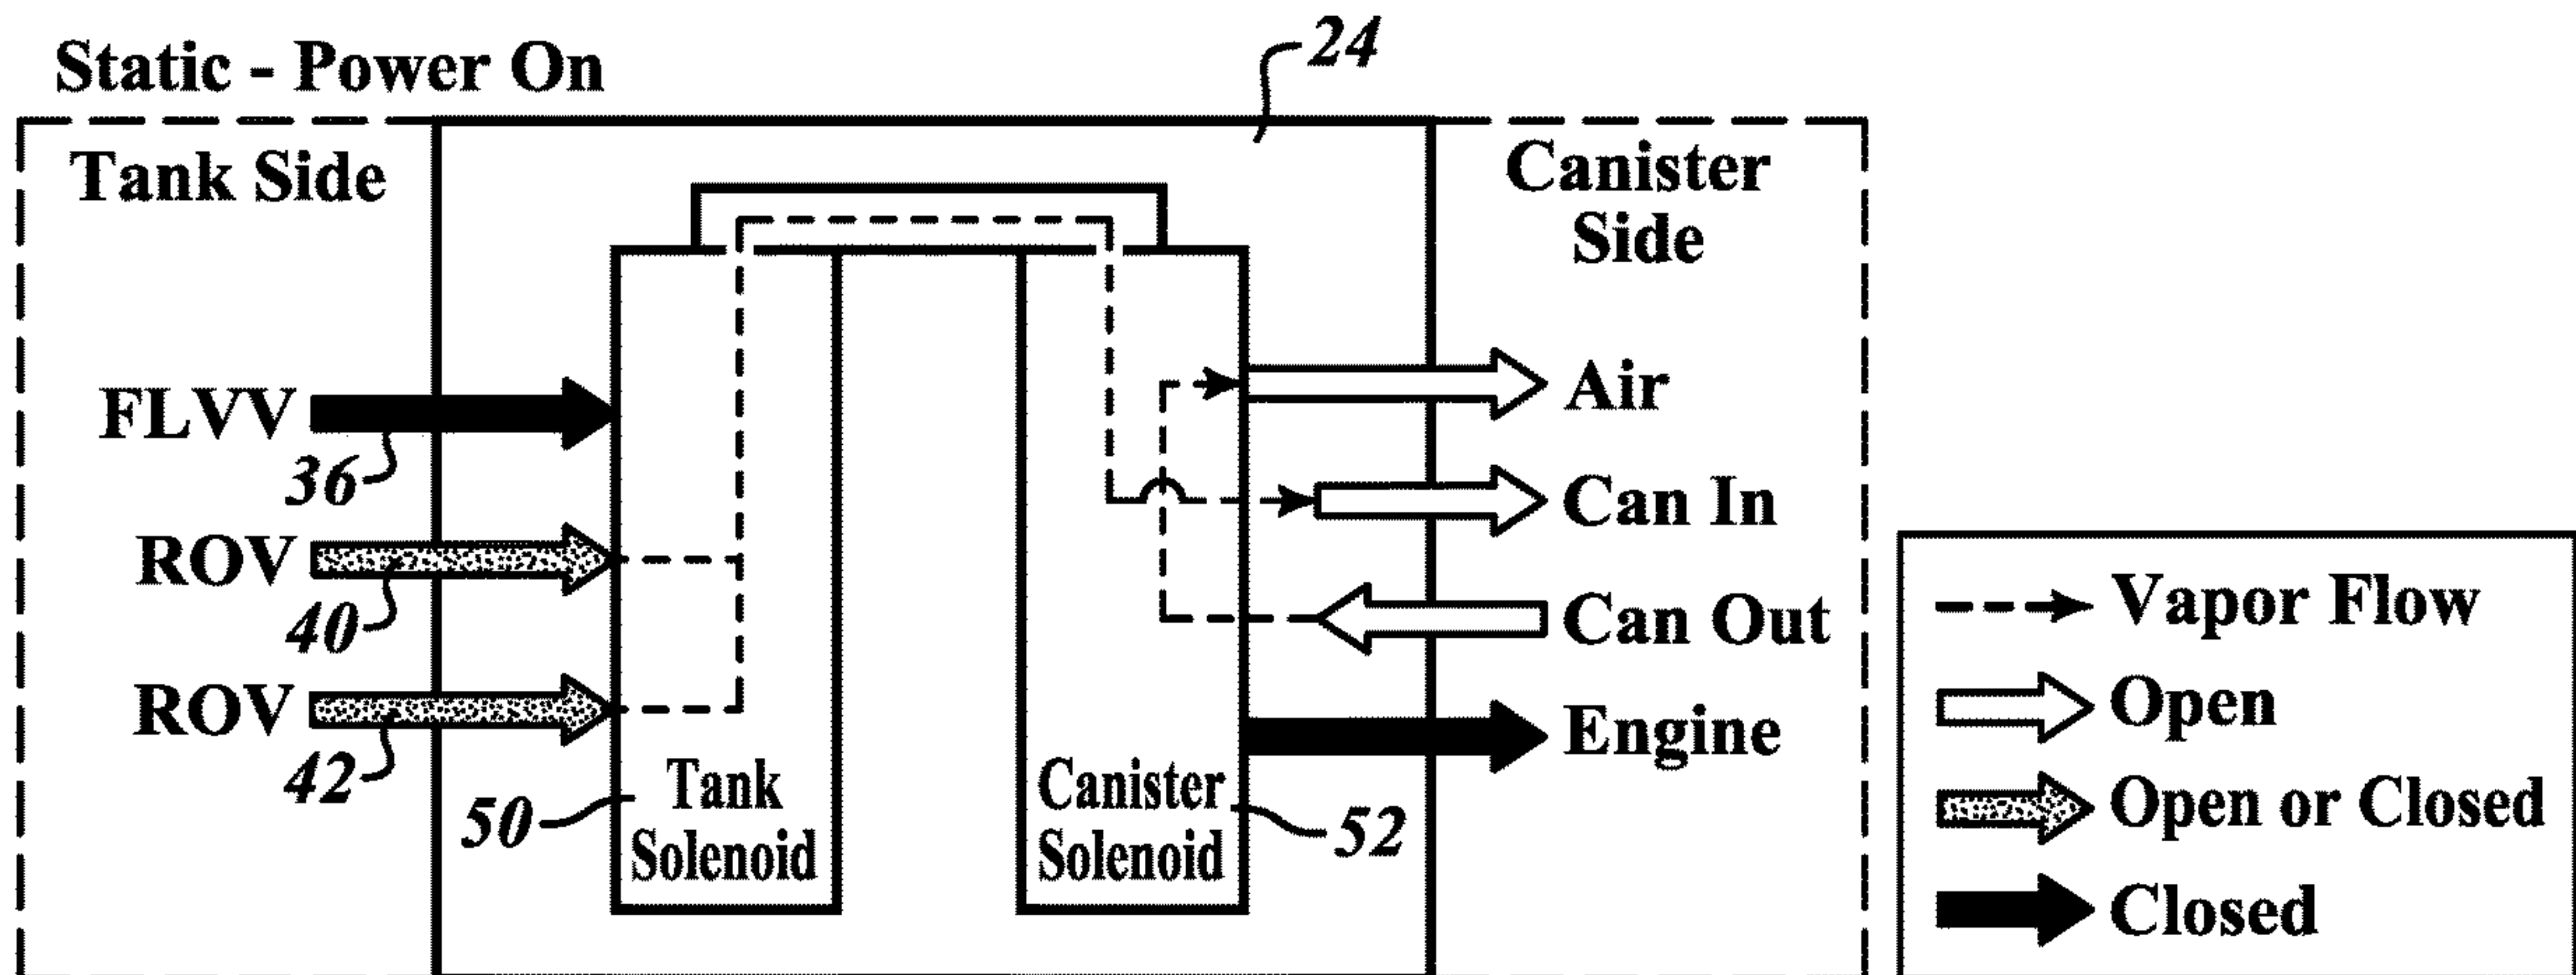 Static - Power On
24
Tank Side
Canister
Side
FLVV
36
ROV
40
ROV
42
50
Tank
Solenoid
Canister
Solenoid
52
Air
Can In
Can Out
Engine
Vapor Flow
Open
Open or Closed
Closed